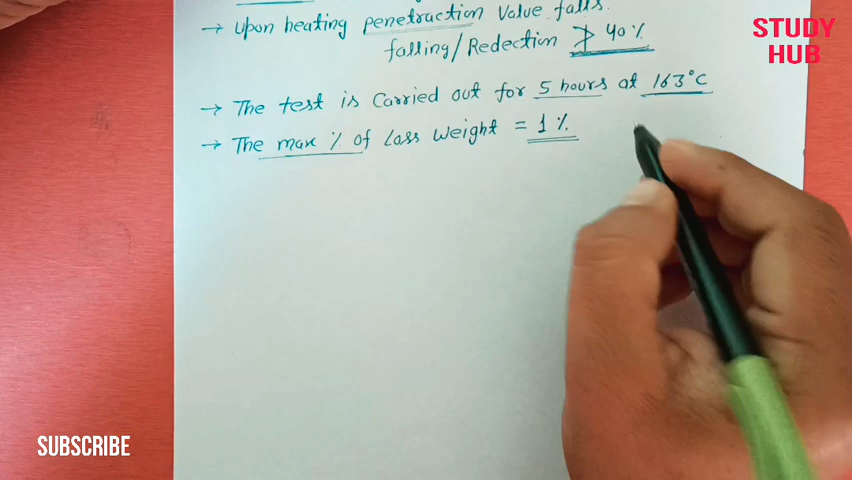 → Upon heating penetraction Value falls.
falling/Redection ≯ 40%
→ The test is Carried out for 5 hours at 163°C
→ The max % of Loss Weight = 1%
STUDY
HUB
SUBSCRIBE